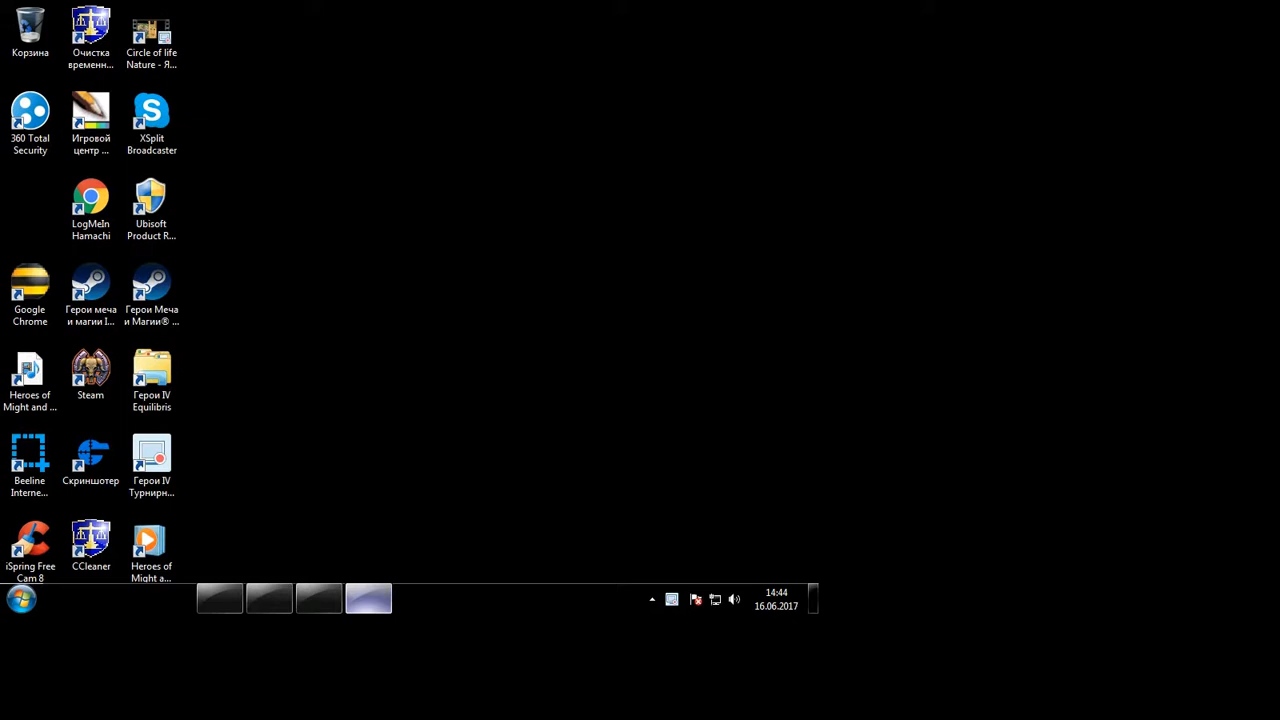 Корзина
Очистка
временн...
Circle of life
Nature - Я...
360 Total
Security
Игровой
центр ...
XSplit
Broadcaster
LogMeIn
Hamachi
Ubisoft
Product R...
Google
Chrome
Герои меча
и магии I...
Герои Меча
и Магии® ...
Heroes of
Might and ...
Steam
Герои IV
Equilibris
Beeline
Interne...
Скриншотер
Герои IV
Турнирн...
iSpring Free
Cam 8
CCleaner
Heroes of
Might a...
14:44
16.06.2017